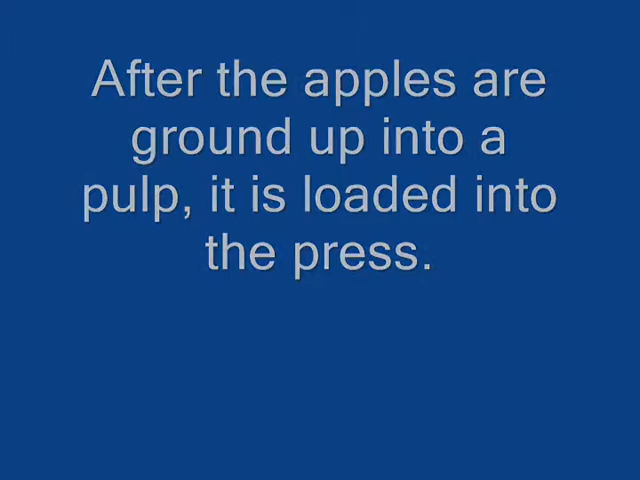 After the apples are
ground up into a
pulp, it is loaded into
the press.